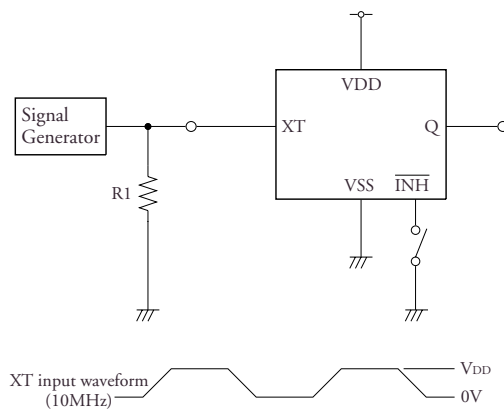 VDD
Signal
Generator
XT
Q
R1
VSS
INH
XT input waveform
(10MHz)
VDD
0V